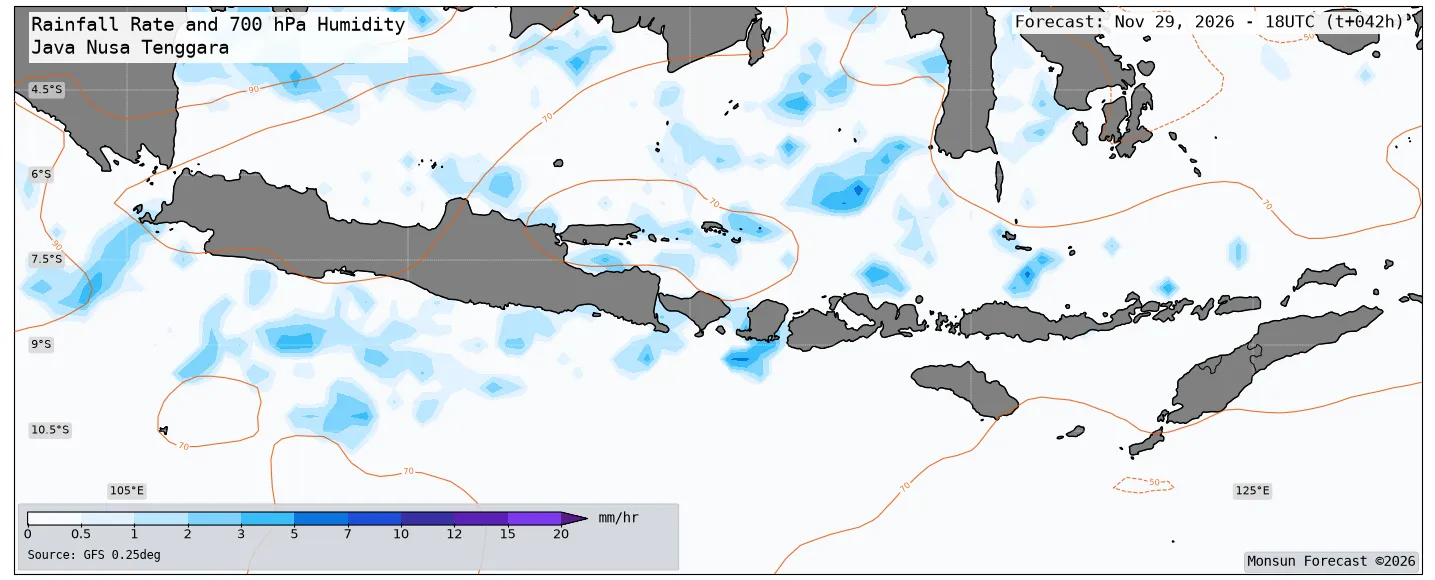 Rainfall Rate and 700 hPa Humidity
Java Nusa Tenggara
Forecast: Nov 29, 2026 - 18UTC (t+042h)
50
4.5°S
90
70
6°S
70
70
90
7.5°S
9°S
10.5°S
70
70
70
50
105°E
125°E
0 0.5 1 2 3 5 7 10 12 15 20 mm/hr
Source: GFS 0.25deg
Monsun Forecast ©2026